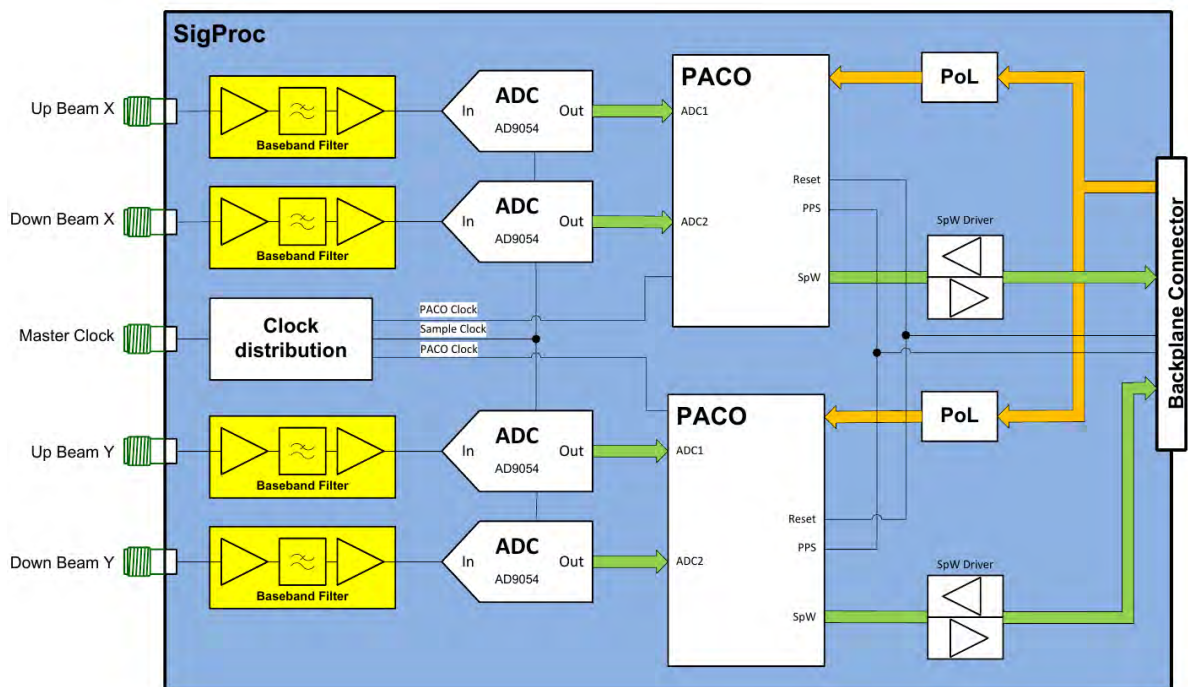 SigProc
Up Beam X
Baseband Filter
In
ADC
AD9054
Out
PACO
ADC1
PoL
Down Beam X
Baseband Filter
In
ADC
AD9054
Out
ADC2
Reset
PPS
SpW
SpW Driver
Master Clock
Clock
distribution
PACO Clock
Sample Clock
PACO Clock
Backplane Connector
Up Beam Y
Baseband Filter
In
ADC
AD9054
Out
PACO
ADC1
PoL
Down Beam Y
Baseband Filter
In
ADC
AD9054
Out
ADC2
Reset
PPS
SpW
SpW Driver